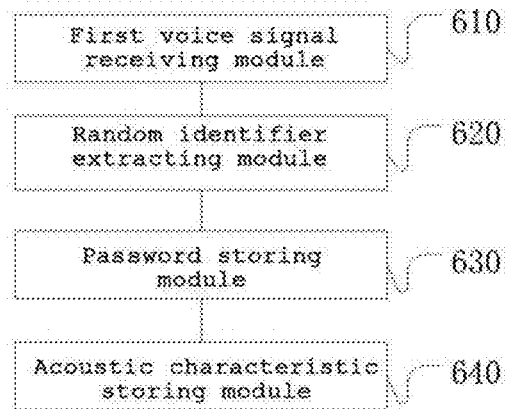 First voice signal
receiving module
610
Random identifier
extracting module
620
Password storing
module
630
Acoustic characteristic
storing module
640